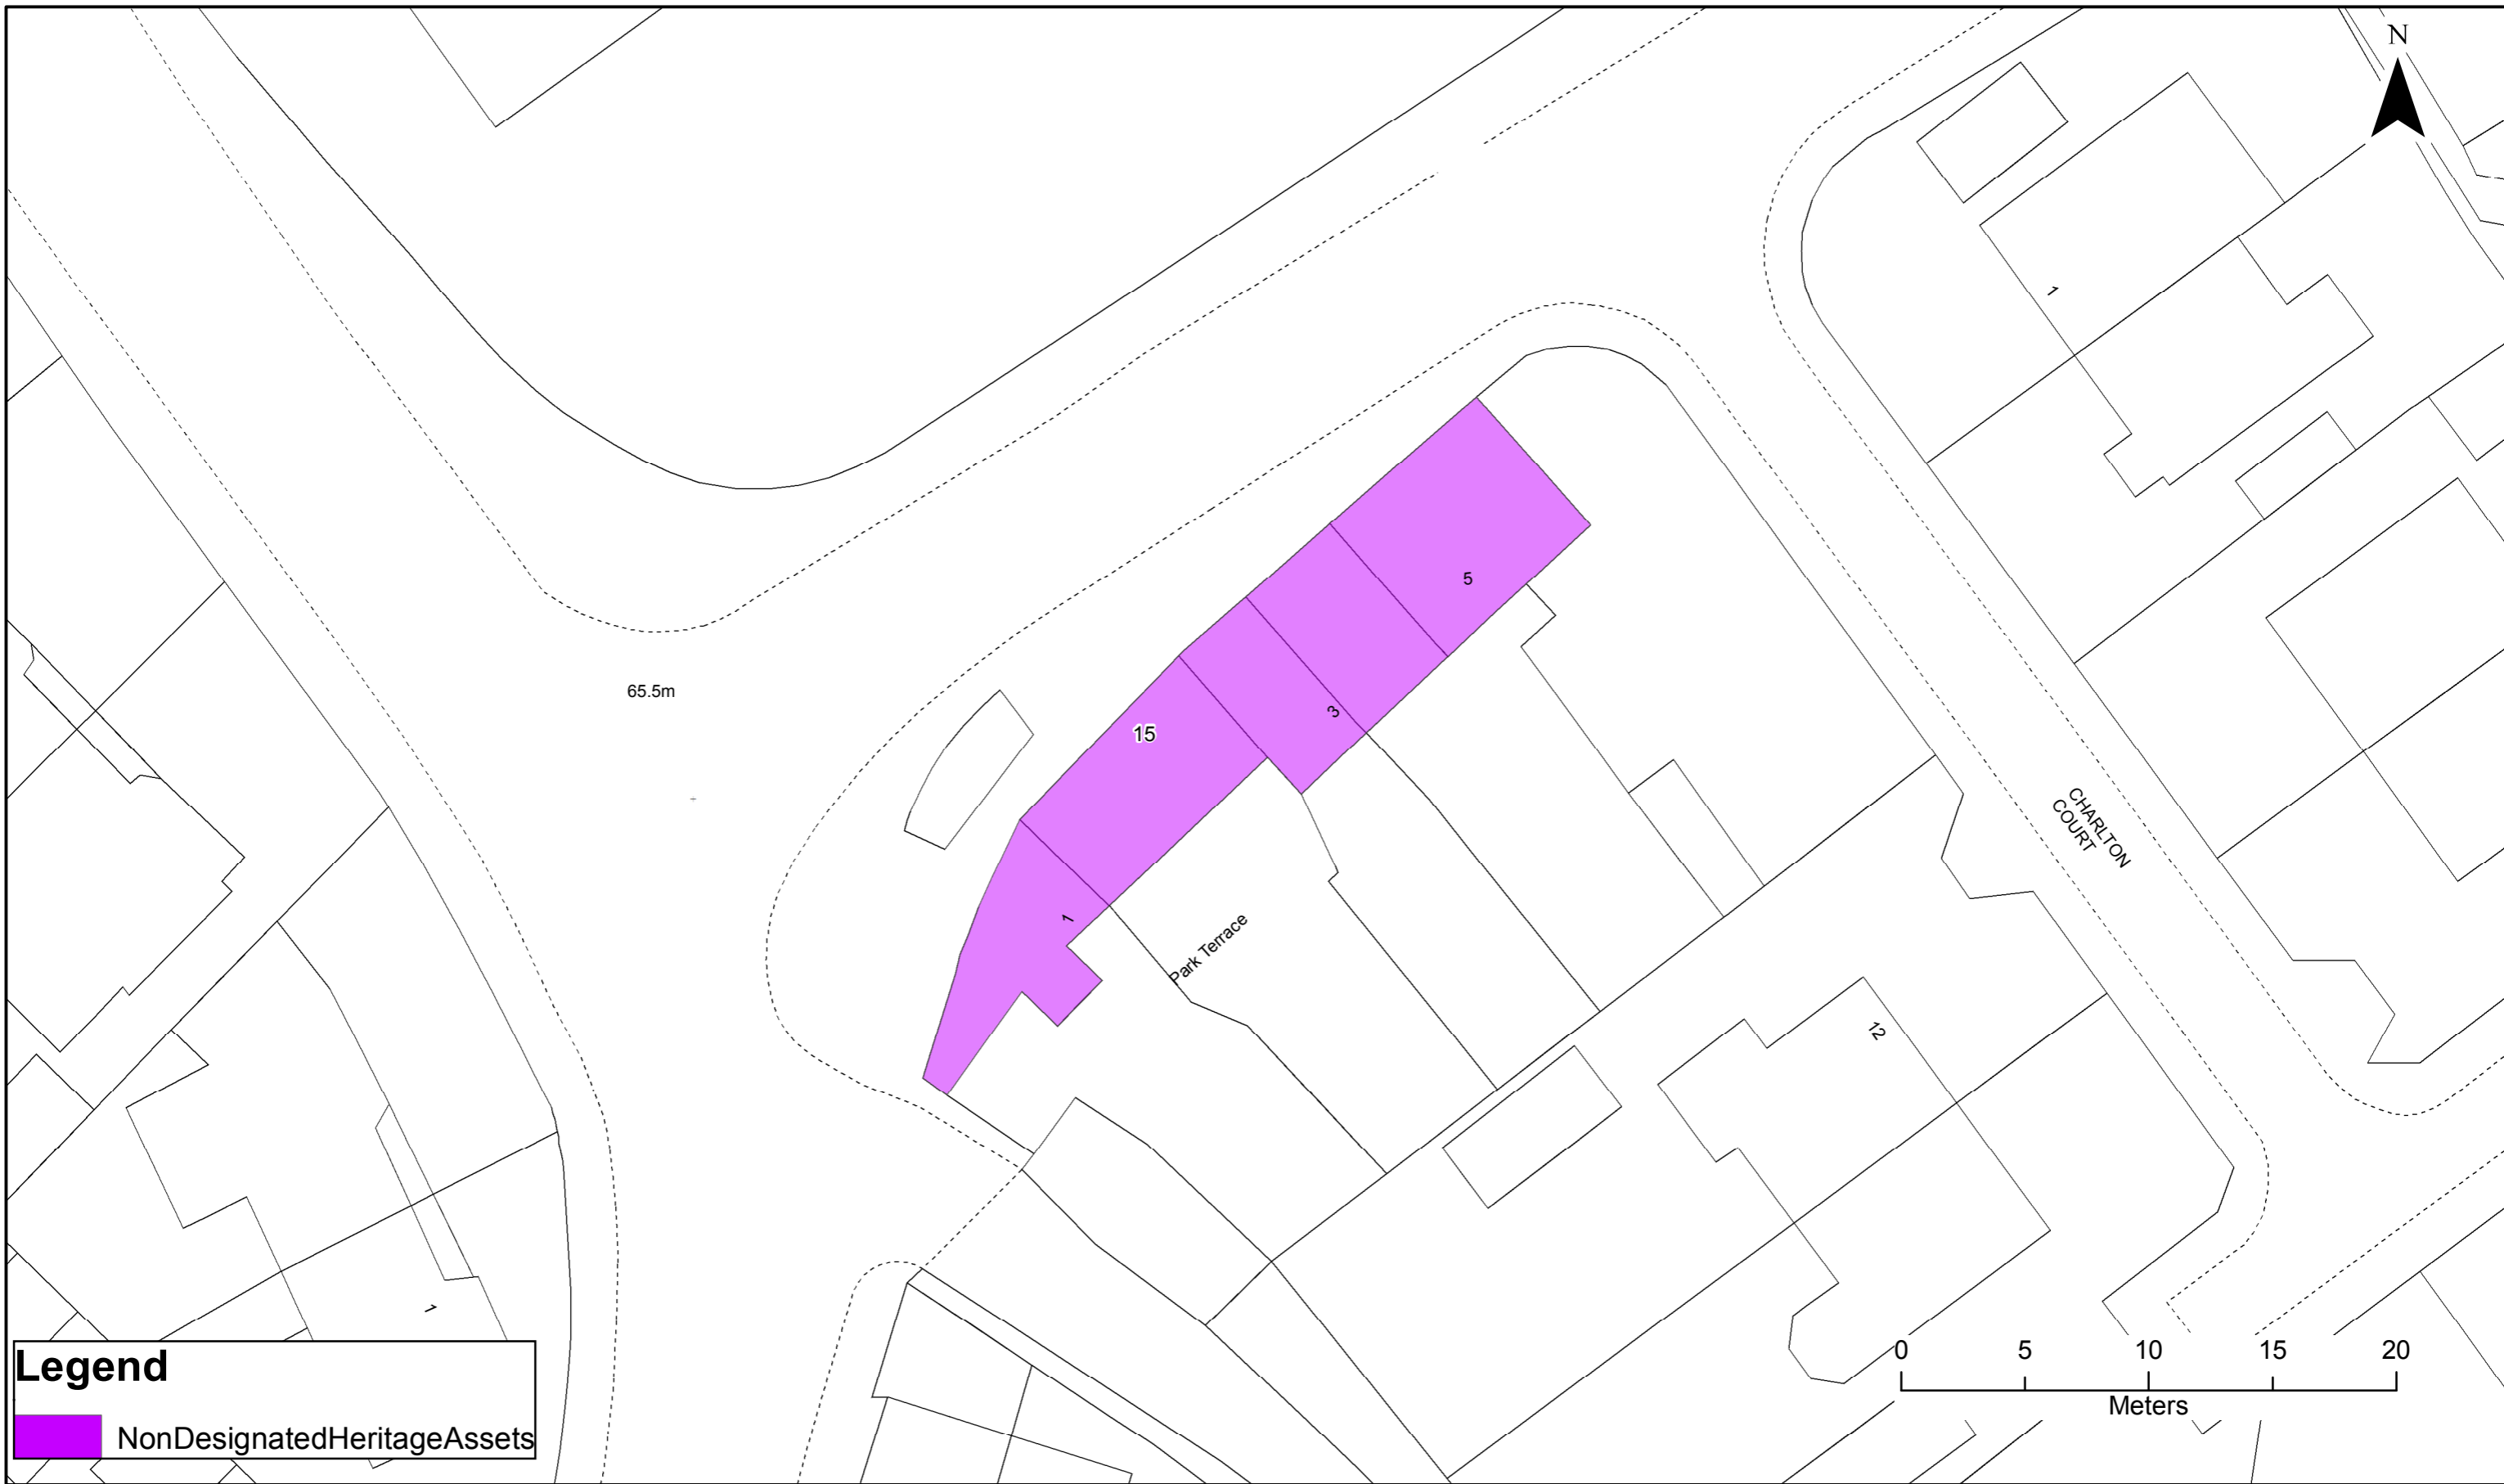 N
1
5
65.5m
3
15
CHARLTON
COURT
1
Park Terrace
12
1
0 5 10 15 20
Meters
Legend
NonDesignatedHeritageAssets